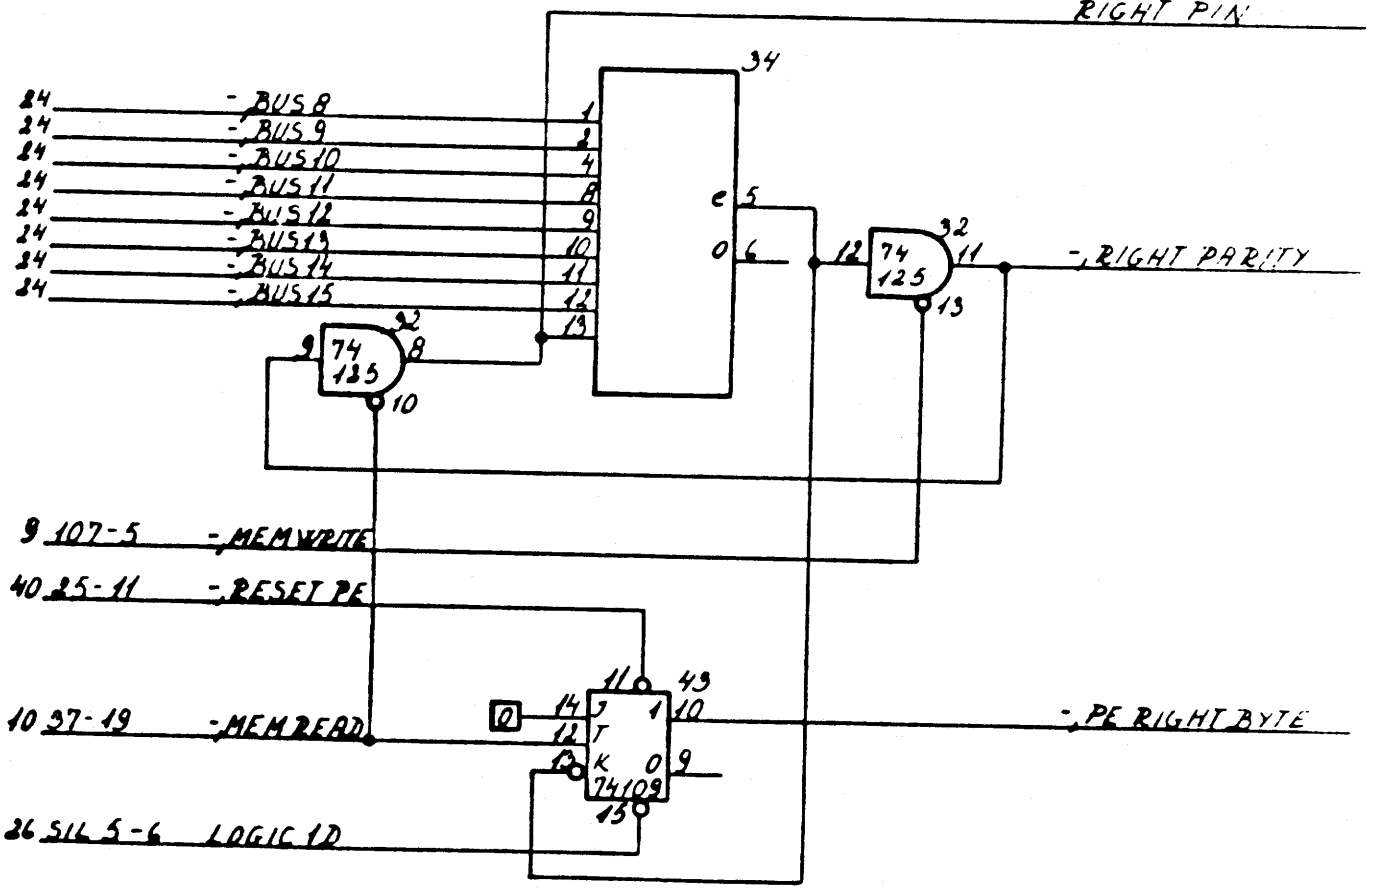 RIGHT PIN
34
24 -, BUS 8 1
24 -, BUS 9 2
24 -, BUS 10 4
24 -, BUS 11 8
24 -, BUS 12 9
24 -, BUS 13 10
24 -, BUS 14 11
24 -, BUS 15 12
13
e 5
0 6
12 74 125 32 11 13
-, RIGHT PARITY
9 74 125 32 8 10
9 107-5 -, MEM WRITE
40 25-11 -, RESET PE
11 43
0 14 J 1 10 -, PE RIGHT BYTE
10 37-19 -, MEM READ 12 T
13 K 0 9
74109
15
26 SIL 5-6 LOGIC 1D